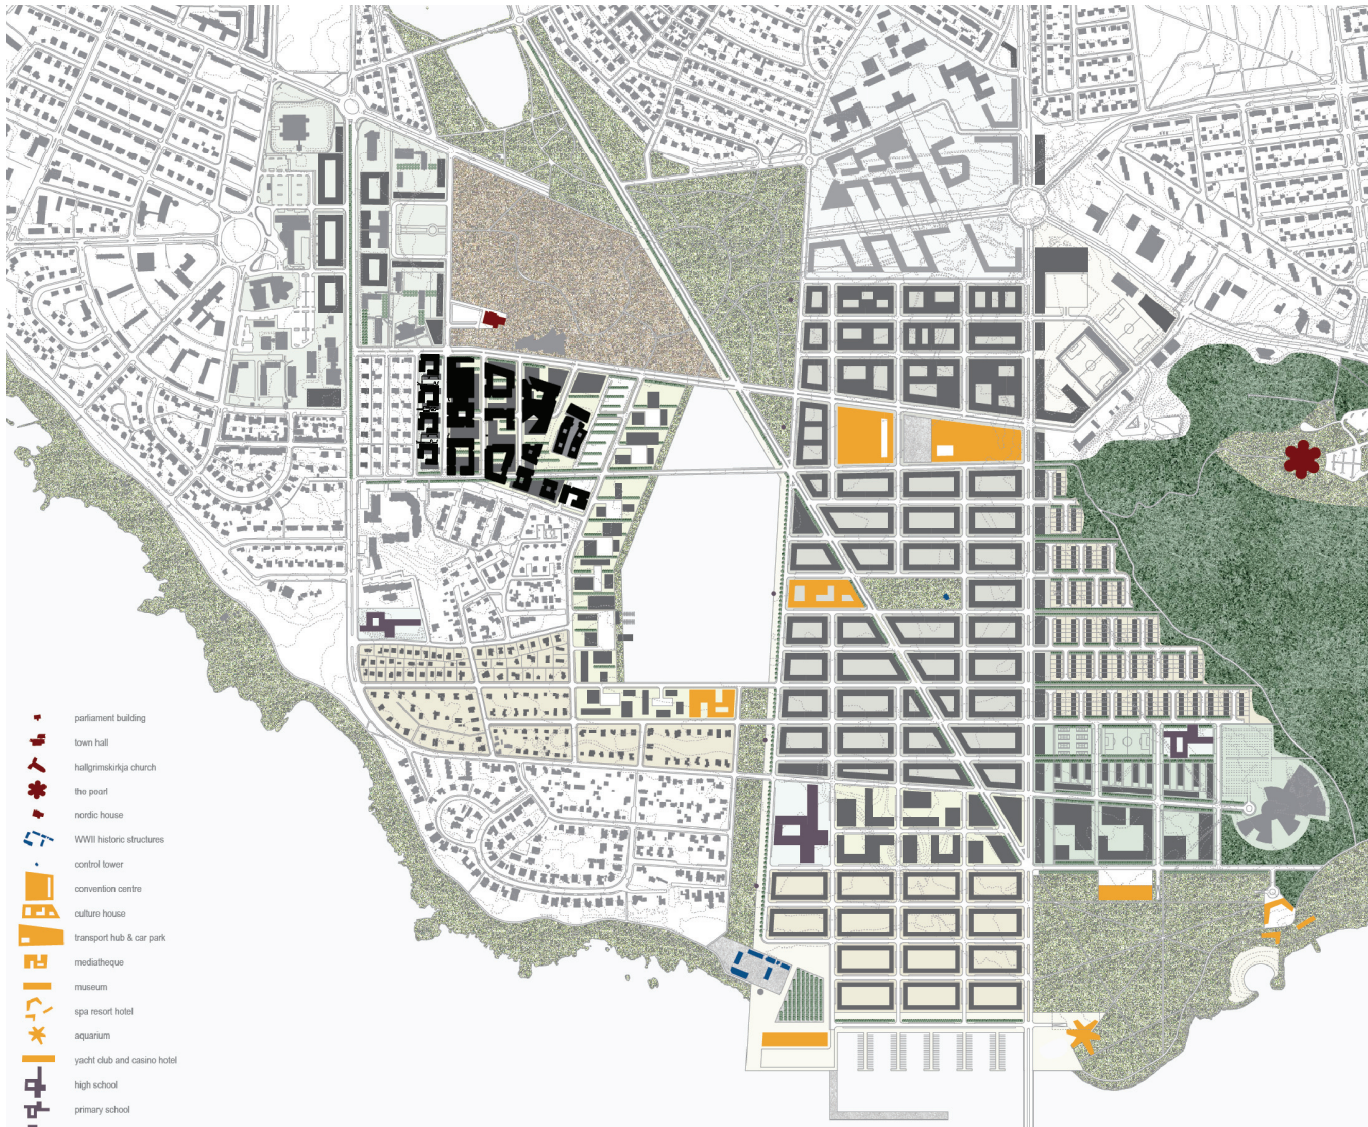 parliament building
town hall
hallgrimskirkja church
the pearl
nordic house
WWII historic structures
control tower
convention centre
culture house
transport hub & car park
mediatheque
museum
spa resort hotel
aquarium
yacht club and casino hotel
high school
primary school